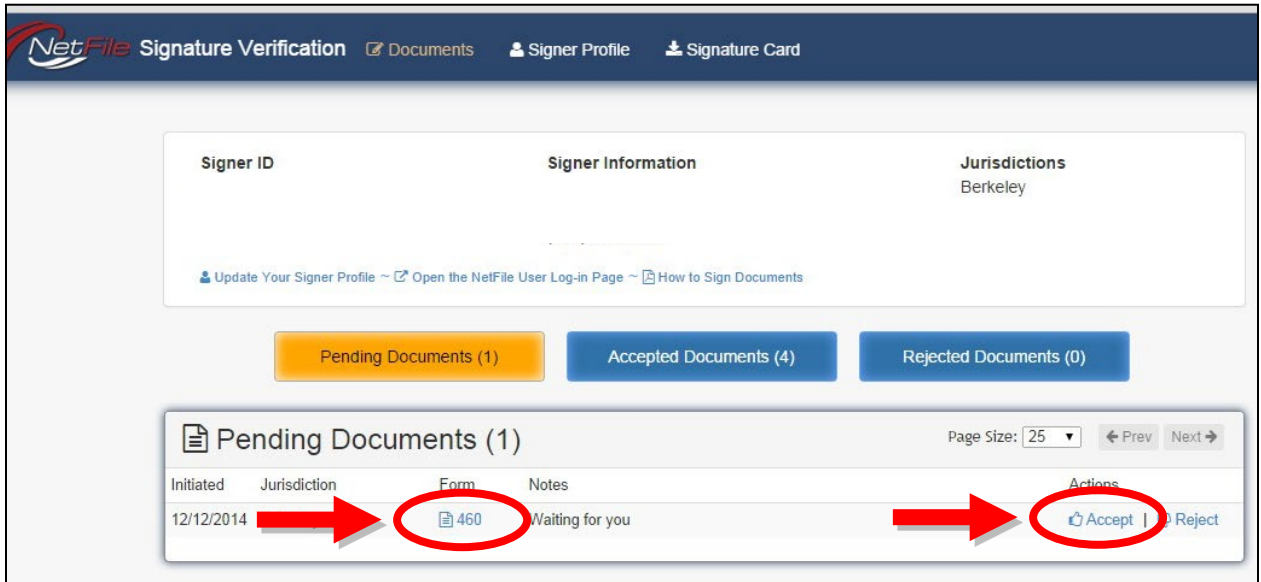 NetFile Signature Verification Documents Signer Profile Signature Card
Signer ID Signer Information Jurisdictions
Berkeley
Update Your Signer Profile ~ Open the NetFile User Log-in Page ~ How to Sign Documents
Pending Documents (1) Accepted Documents (4) Rejected Documents (0)
Pending Documents (1) Page Size: 25 Prev Next
Initiated Jurisdiction Form Notes Actions
12/12/2014 460 Waiting for you Accept | Reject